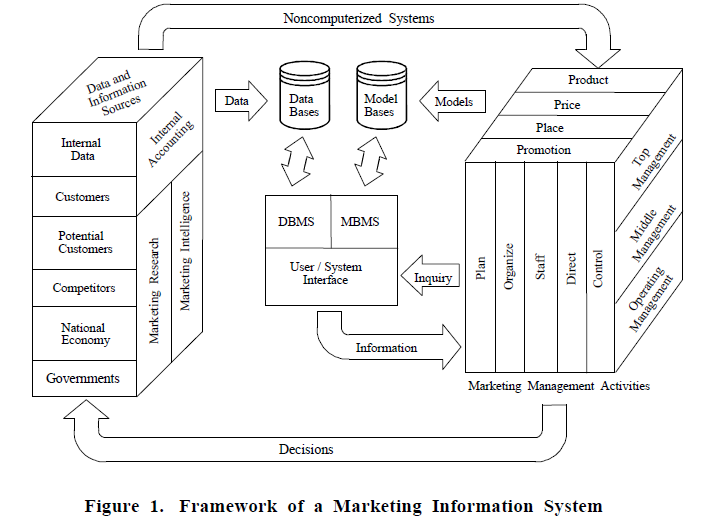 Noncomputerized Systems
Data and
Information
Sources
Internal
Accounting
Internal
Data
Customers
Potential
Customers
Competitors
National
Economy
Governments
Marketing Research
Marketing Intelligence
Data
Data
Bases
Model
Bases
Models
DBMS
MBMS
User / System
Interface
Inquiry
Information
Product
Price
Place
Promotion
Plan
Organize
Staff
Direct
Control
Top
Management
Middle
Management
Operating
Management
Marketing Management Activities
Decisions
Figure 1. Framework of a Marketing Information System